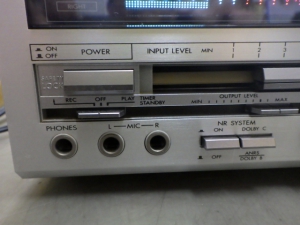 ON
OFF
POWER
INPUT LEVEL MIN 1 2 3
REC OFF PLAY TIMER STANDBY
OUTPUT LEVEL
MIN MAX
PHONES L—MIC—R
NR SYSTEM
ON DOLBY C
OFF ANRS DOLBY B